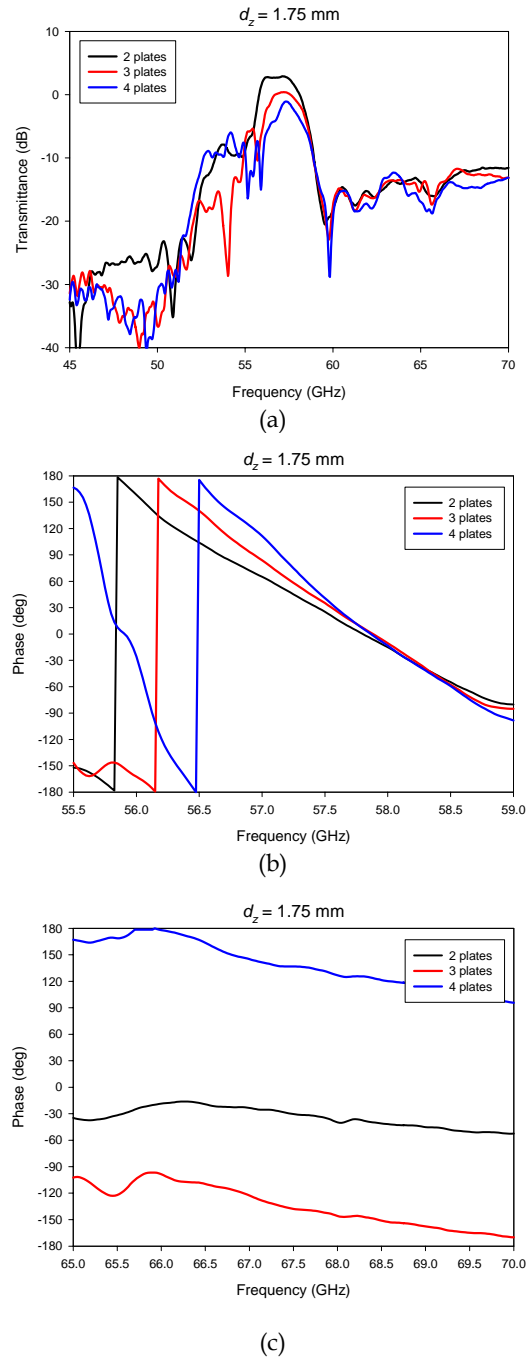 d_z = 1.75 mm
10
0
-10
-20
-30
-40
Transmittance (dB)
2 plates
3 plates
4 plates
45 50 55 60 65 70
Frequency (GHz)
(a)
d_z = 1.75 mm
180
150
120
90
60
30
0
-30
-60
-90
-120
-150
-180
Phase (deg)
2 plates
3 plates
4 plates
55.5 56.0 56.5 57.0 57.5 58.0 58.5 59.0
Frequency (GHz)
(b)
d_z = 1.75 mm
180
150
120
90
60
30
0
-30
-60
-90
-120
-150
-180
Phase (deg)
2 plates
3 plates
4 plates
65.0 65.5 66.0 66.5 67.0 67.5 68.0 68.5 69.0 69.5 70.0
Frequency (GHz)
(c)